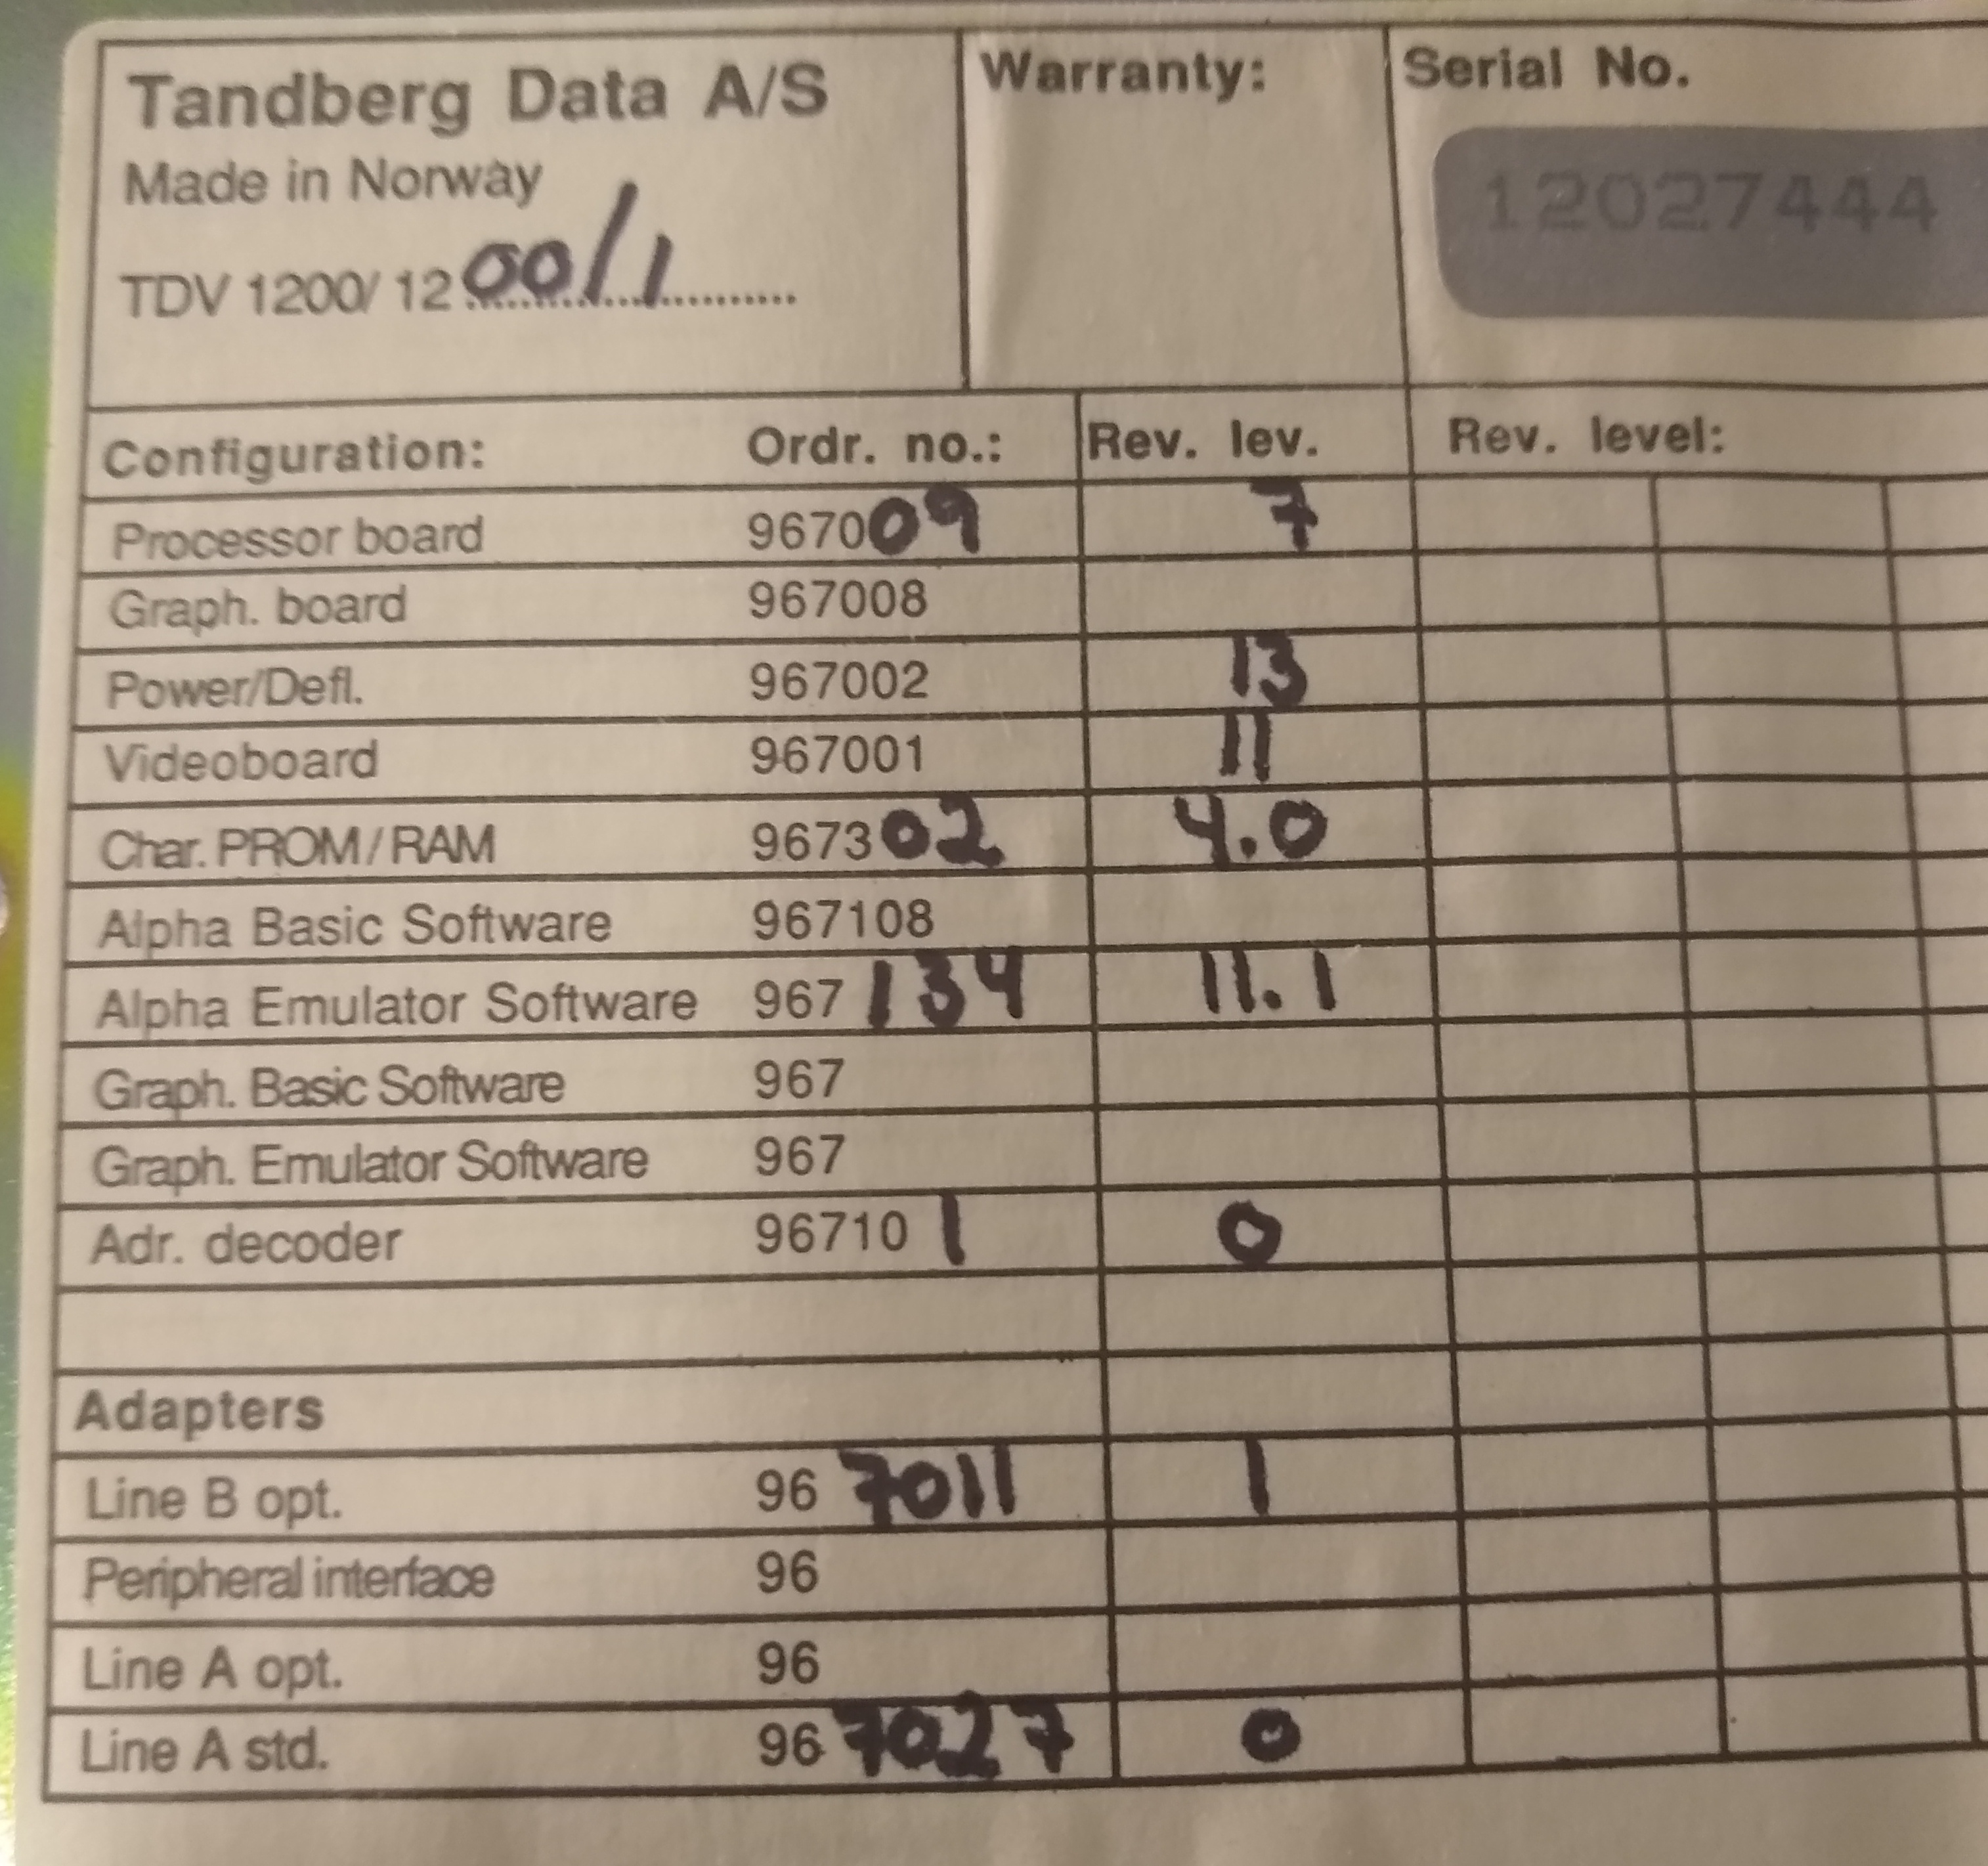 Tandberg Data A/S
Made in Norway
TDV 1200/ 1200/1
Warranty:
Serial No.
12027444
Configuration: Ordr. no.: Rev. lev. Rev. level:
Processor board 967009 7
Graph. board 967008
Power/Defl. 967002 13
Videoboard 967001 11
Char. PROM/RAM 967302 4.0
Alpha Basic Software 967108
Alpha Emulator Software 967134 11.1
Graph. Basic Software 967
Graph. Emulator Software 967
Adr. decoder 967101 0
Adapters
Line B opt. 967011 1
Peripheral interface 96
Line A opt. 96
Line A std. 967027 0